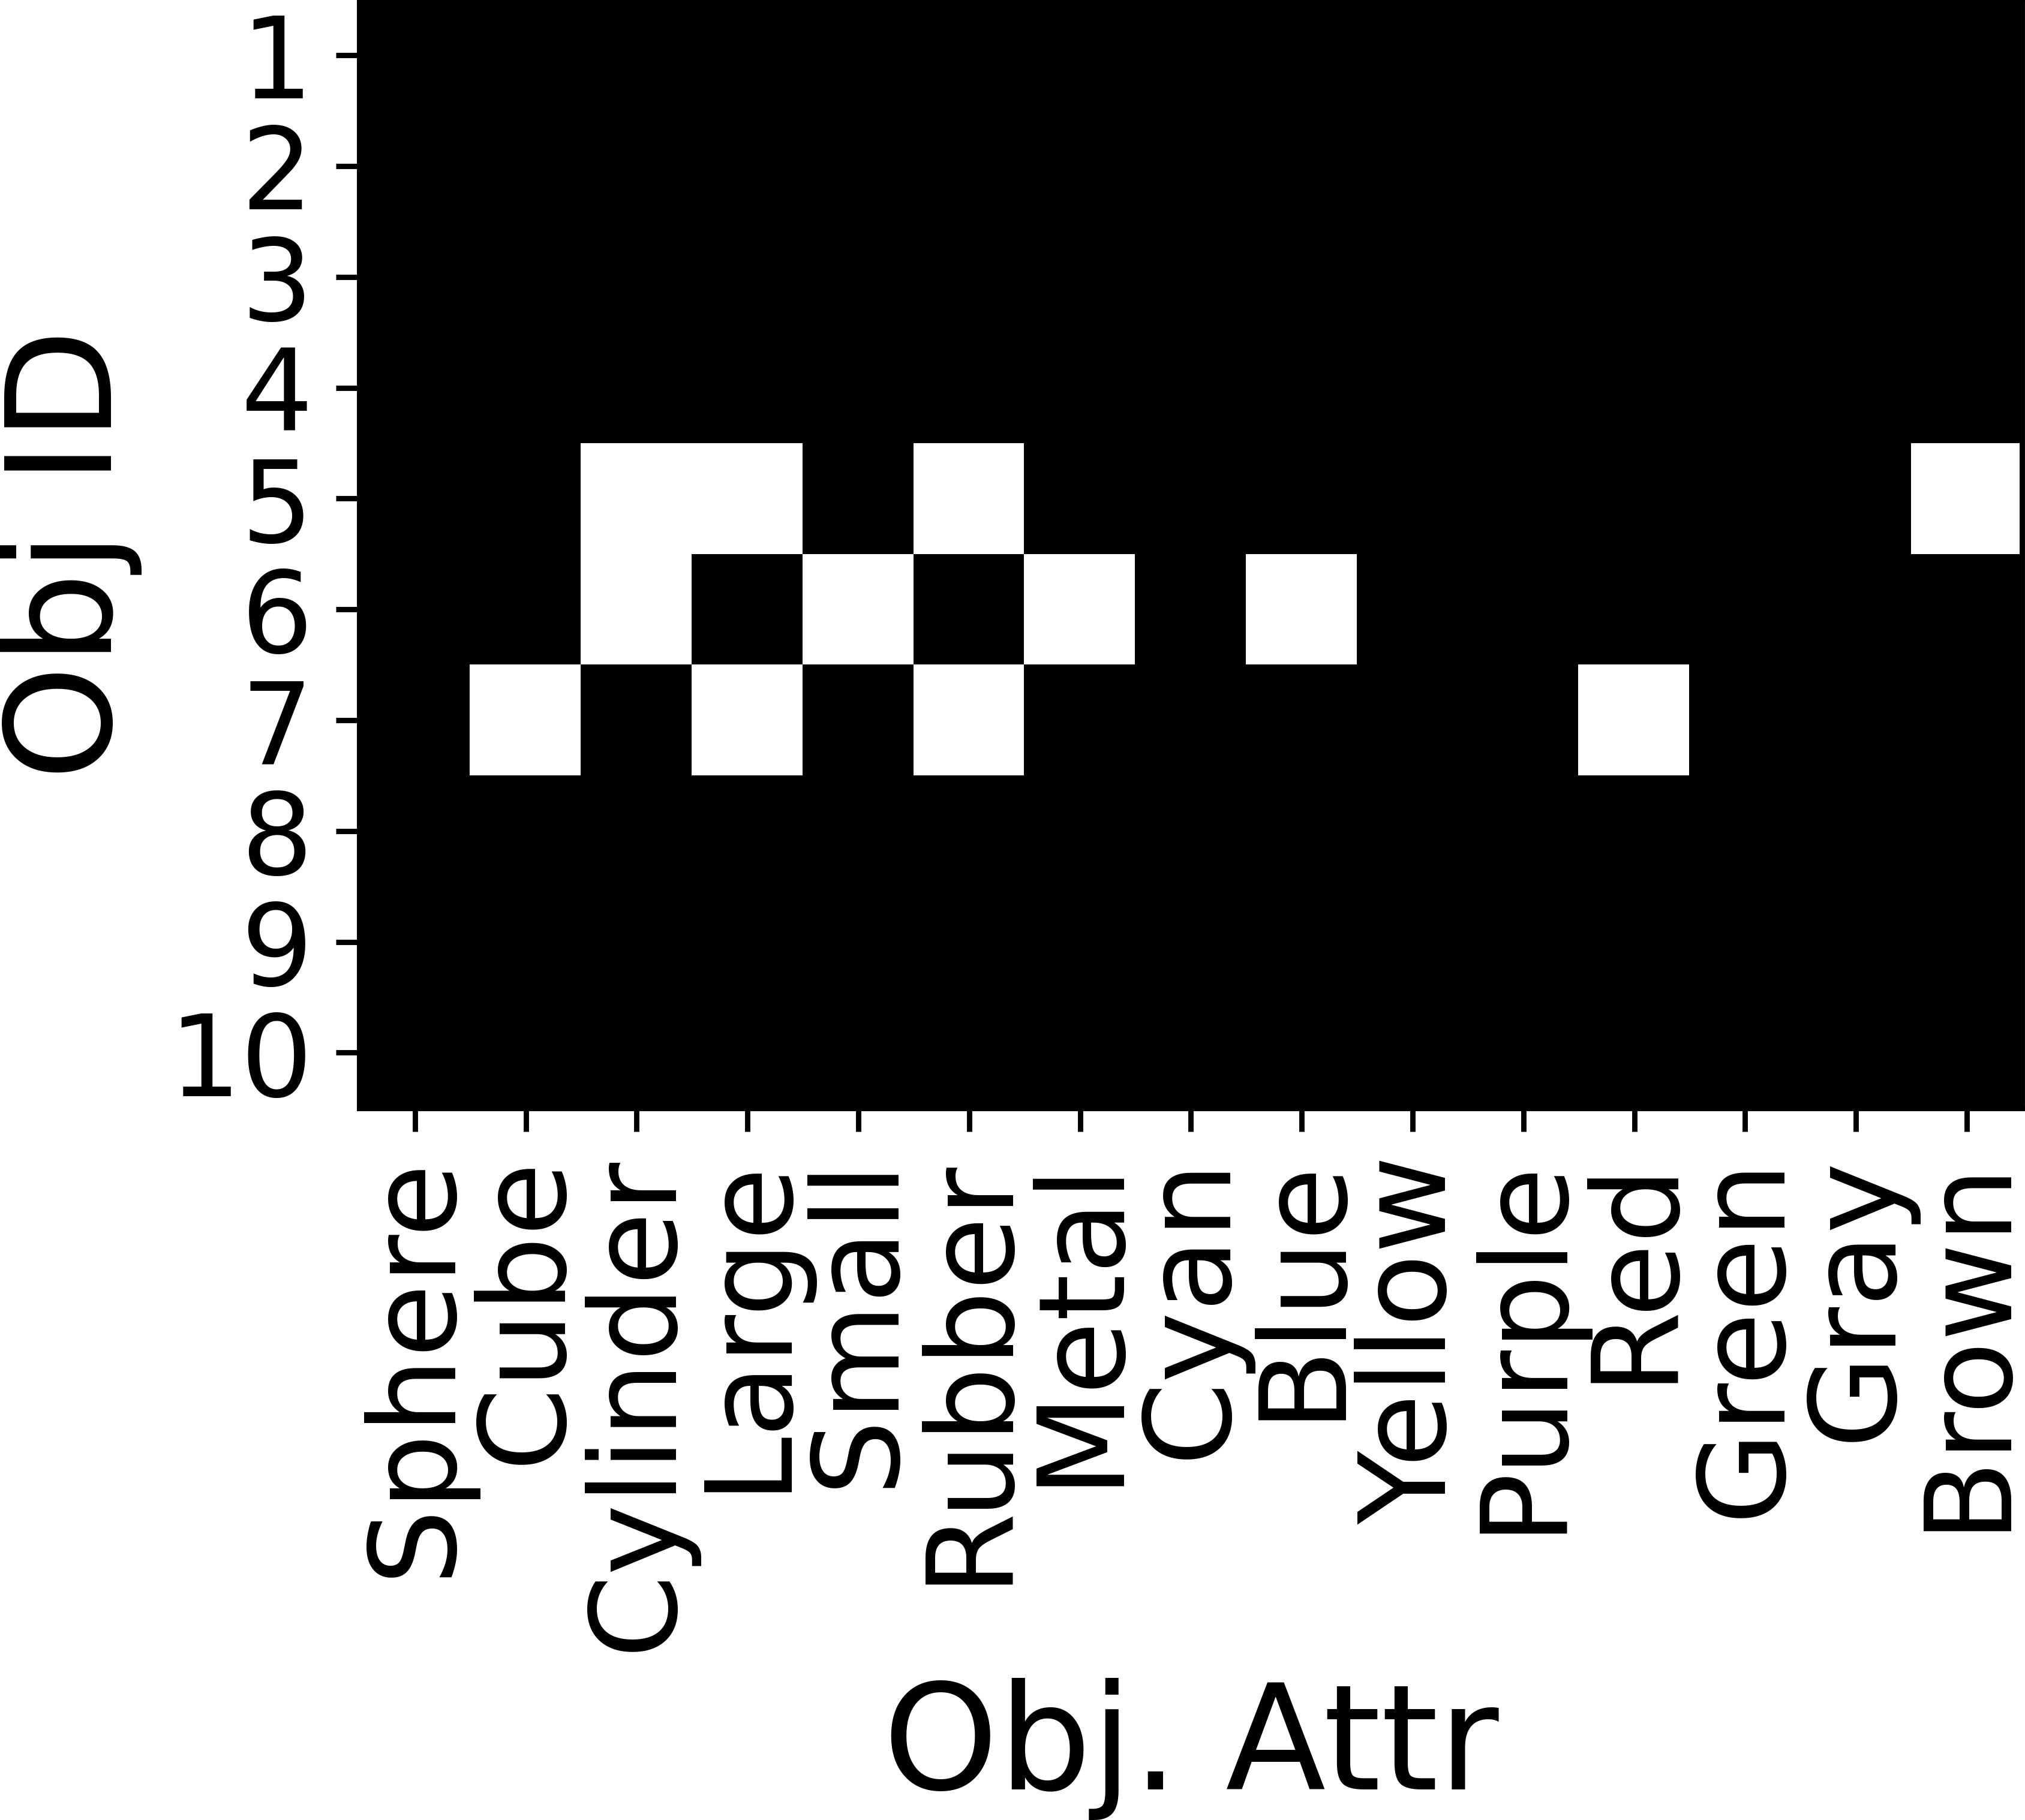 Obj ID
1
2
3
4
5
6
7
8
9
10
Sphere
Cube
Cylinder
Large
Small
Rubber
Metal
Cyan
Blue
Yellow
Purple
Red
Green
Gray
Brown
Obj. Attr